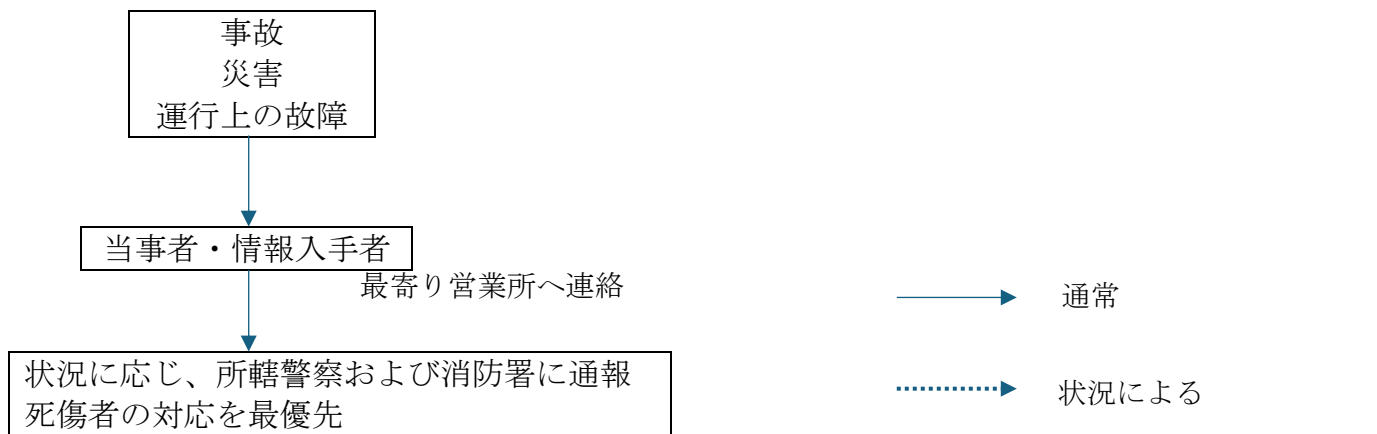 事故
災害
運行上の故障
当事者・情報入手者
最寄り営業所へ連絡
通常
状況に応じ、所轄警察および消防署に通報
死傷者の対応を最優先
状況による